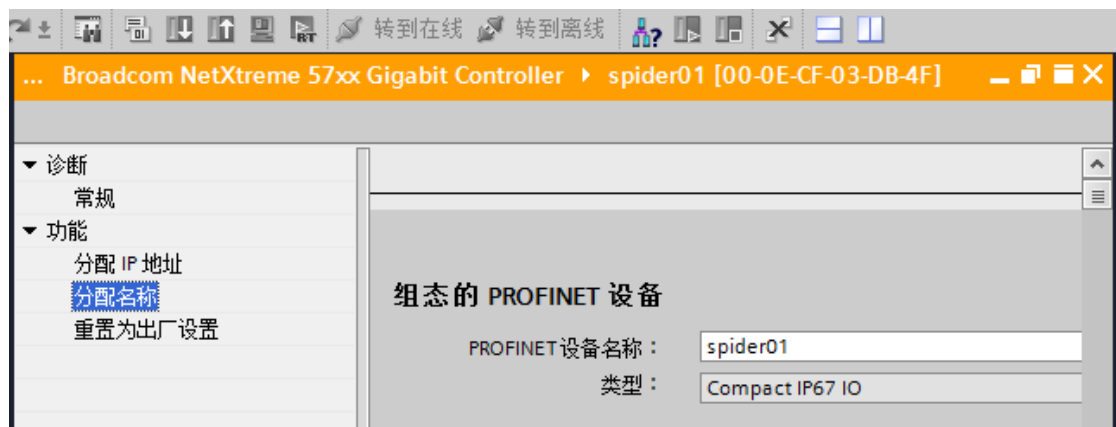 转到在线 转到离线
... Broadcom NetXtreme 57xx Gigabit Controller ▸ spider01 [00-0E-CF-03-DB-4F]
诊断
常规
功能
分配 IP 地址
分配名称
重置为出厂设置
组态的 PROFINET 设备
PROFINET设备名称：
spider01
类型：
Compact IP67 IO